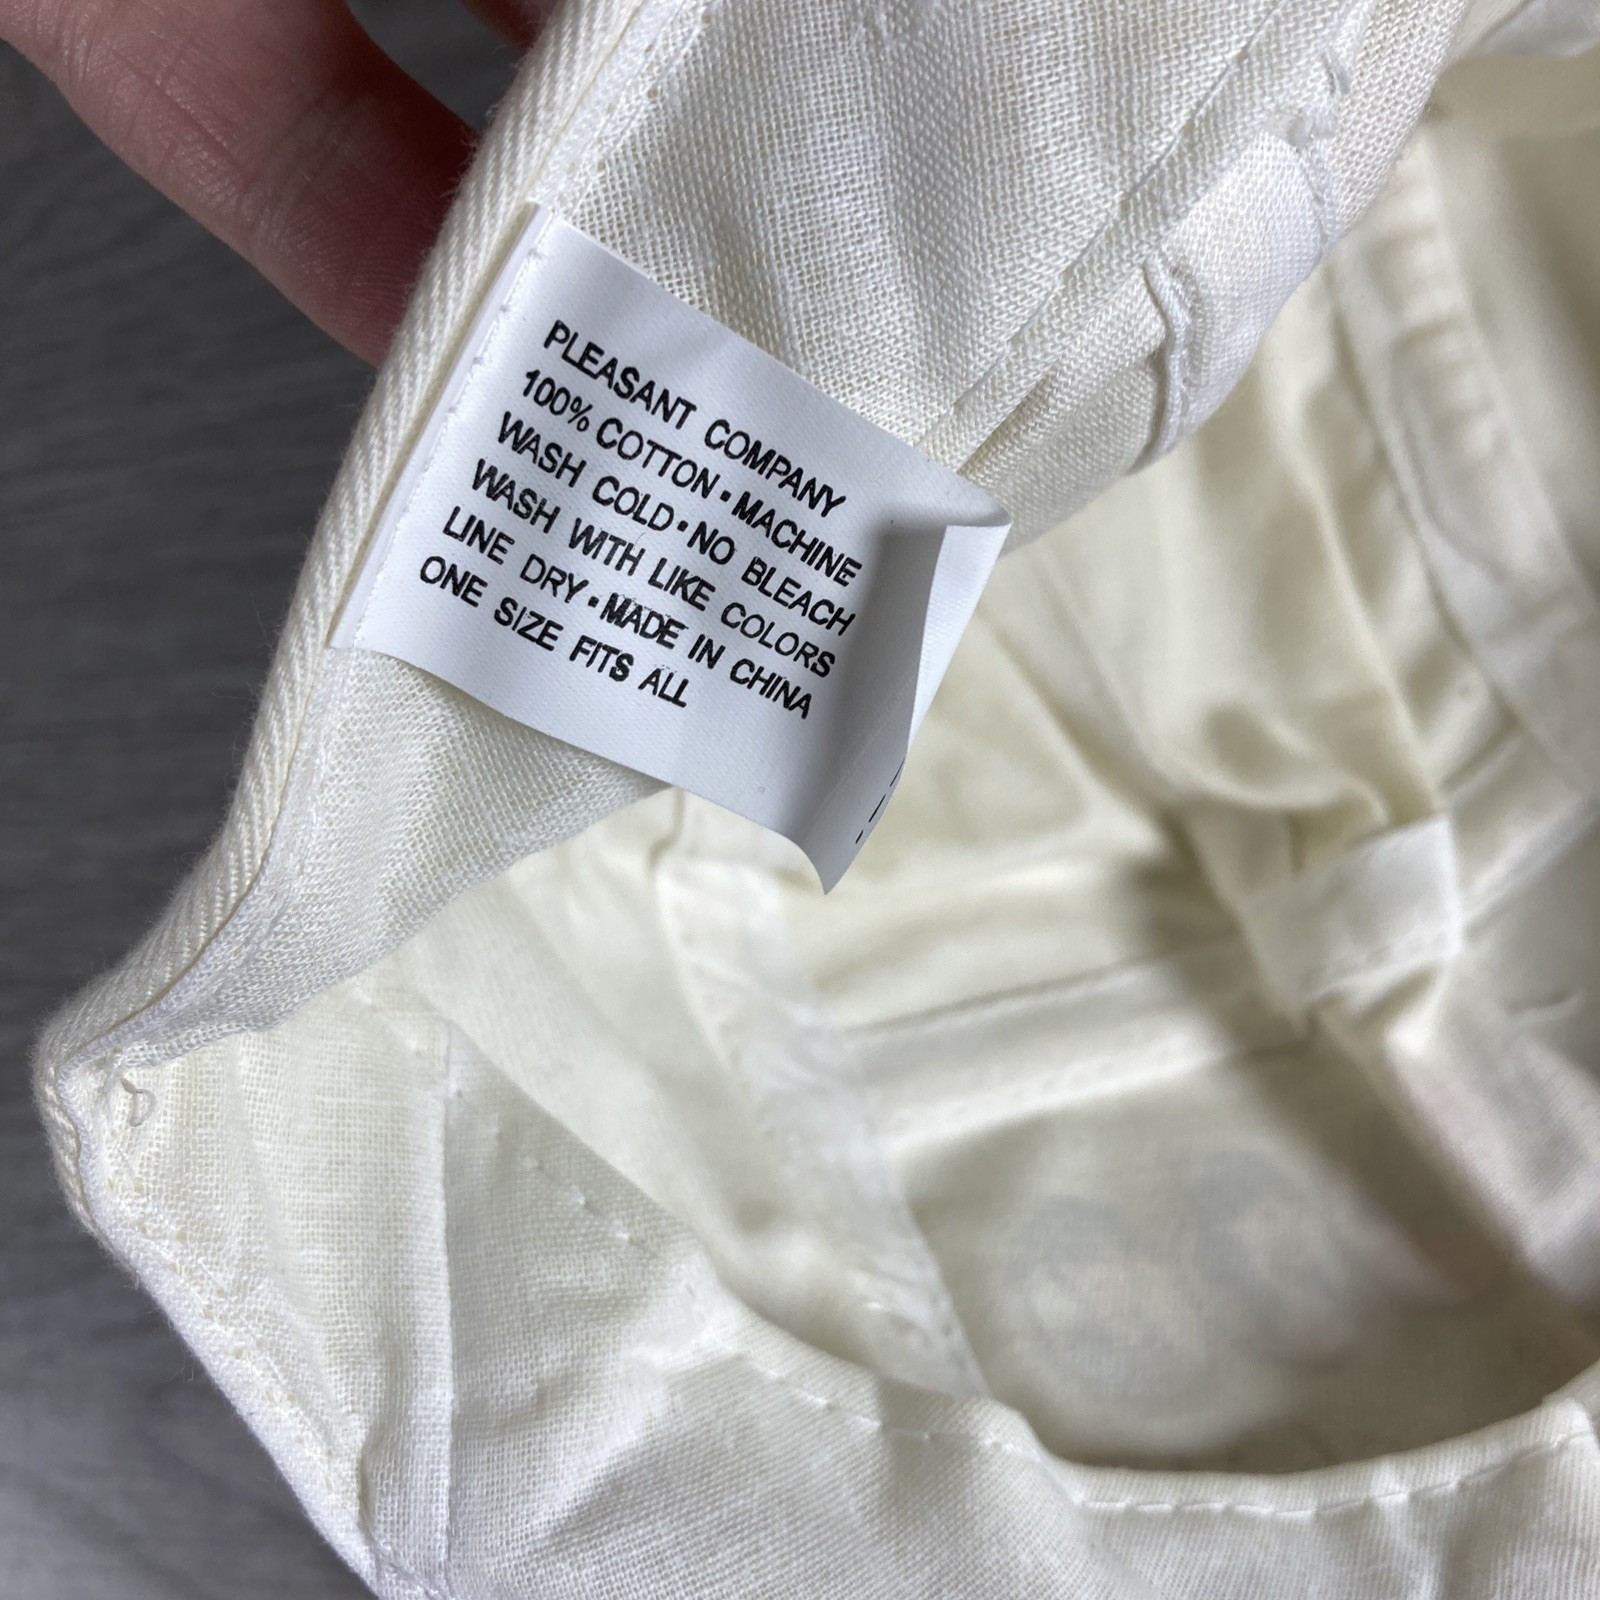 PLEASANT COMPANY
100% COTTON • MACHINE
WASH COLD • NO BLEACH
WASH WITH LIKE COLORS
LINE DRY • MADE IN CHINA
ONE SIZE FITS ALL